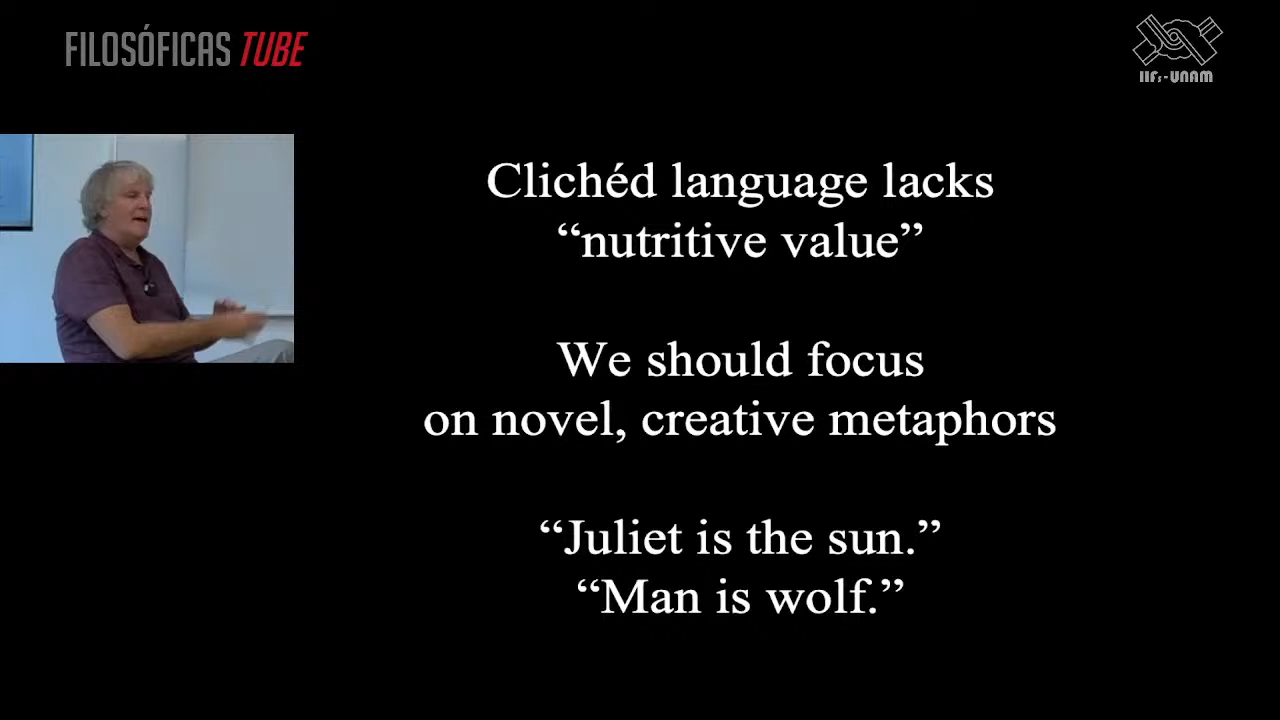 FILOSÓFICAS TUBE
IIFs-UNAM
Clichéd language lacks
“nutritive value”
We should focus
on novel, creative metaphors
“Juliet is the sun.”
“Man is wolf.”